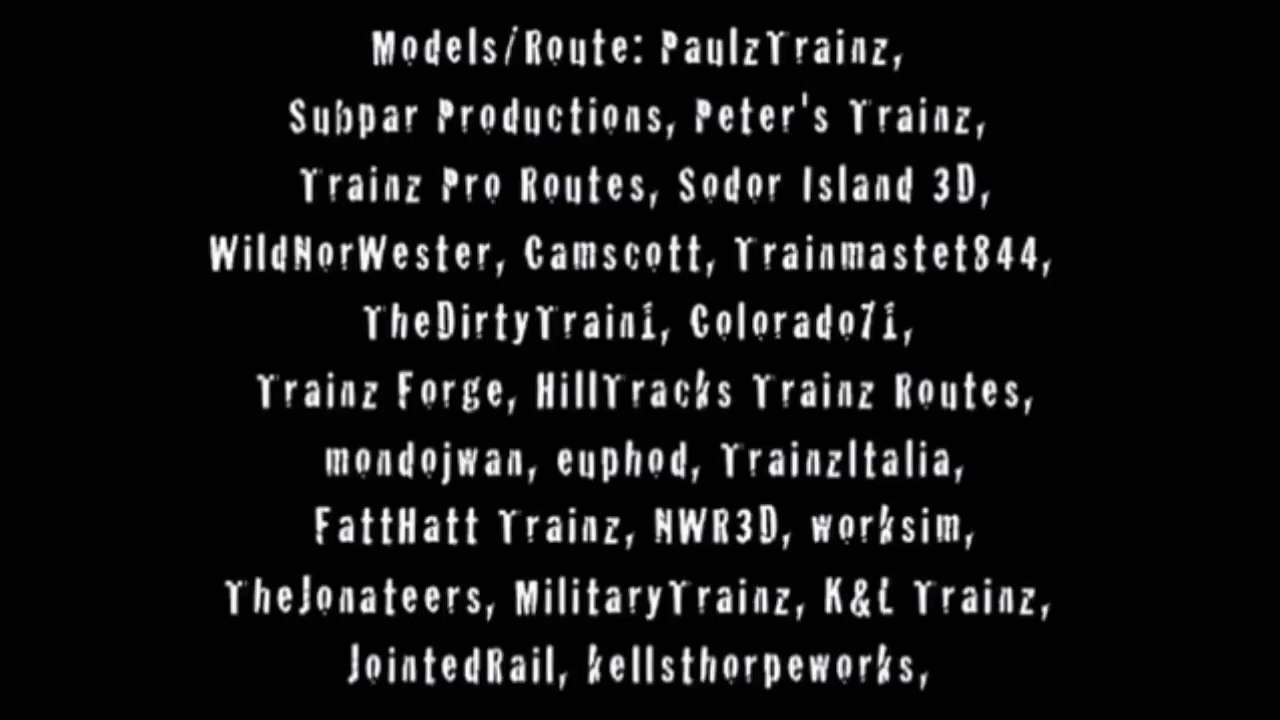 Models/Route: PaulzTrainz,
Subpar Productions, Peter's Trainz,
Trainz Pro Routes, Sodor Island 3D,
WildNorWester, Camscott, Trainmastet844,
TheDirtyTrain1, Colorado71,
Trainz Forge, HillTracks Trainz Routes,
mondojwan, euphod, TrainzItalia,
FattHatt Trainz, NWR3D, worksim,
TheJonateers, MilitaryTrainz, K&L Trainz,
JointedRail, kellsthorpeworks,